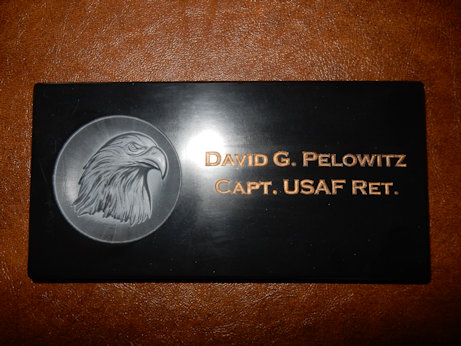 David G. Pelowitz
Capt. USAF Ret.